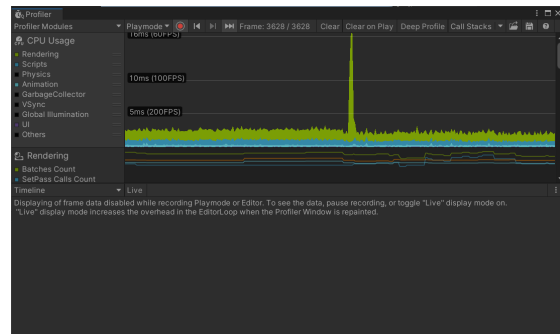 Profiler
Profiler Modules Playmode Frame: 3628 / 3628 Clear Clear on Play Deep Profile Call Stacks
CPU Usage
Rendering
Scripts
Physics
Animation
GarbageCollector
VSync
Global Illumination
UI
Others
16ms (60FPS)
10ms (100FPS)
5ms (200FPS)
Rendering
Batches Count
SetPass Calls Count
Timeline Live
Displaying of frame data disabled while recording Playmode or Editor. To see the data, pause recording, or toggle "Live" display mode on.
"Live" display mode increases the overhead in the EditorLoop when the Profiler Window is repainted.